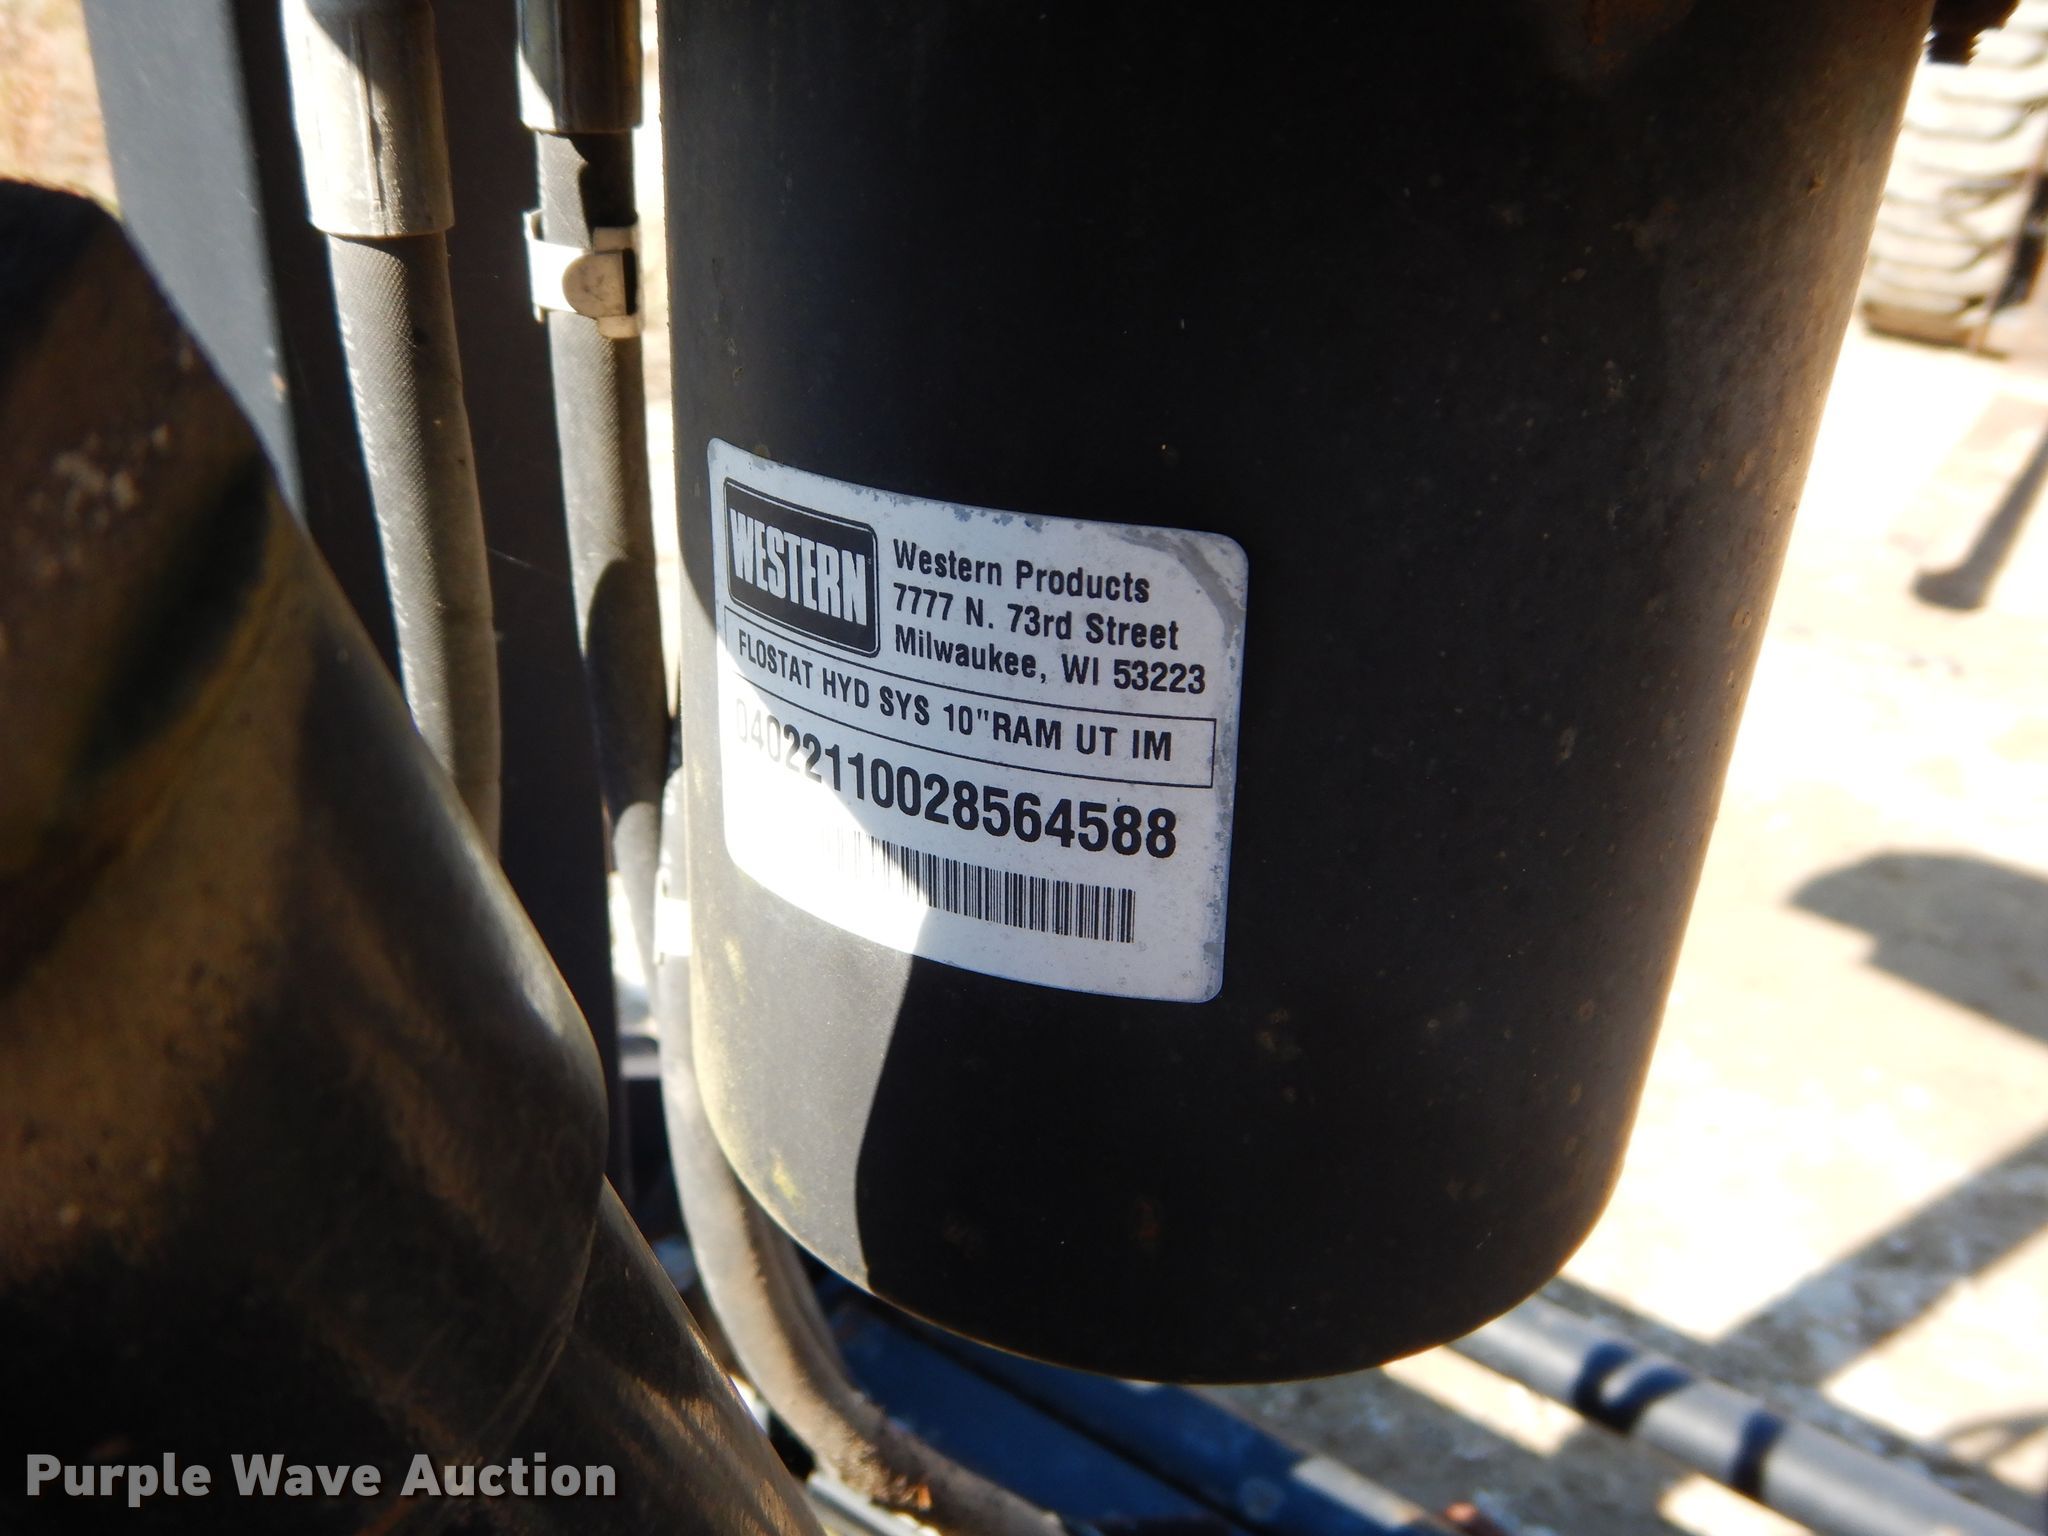 WESTERN
Western Products
7777 N. 73rd Street
Milwaukee, WI 53223
FLOSTAT HYD SYS 10"RAM UT IM
04022110028564588
Purple Wave Auction